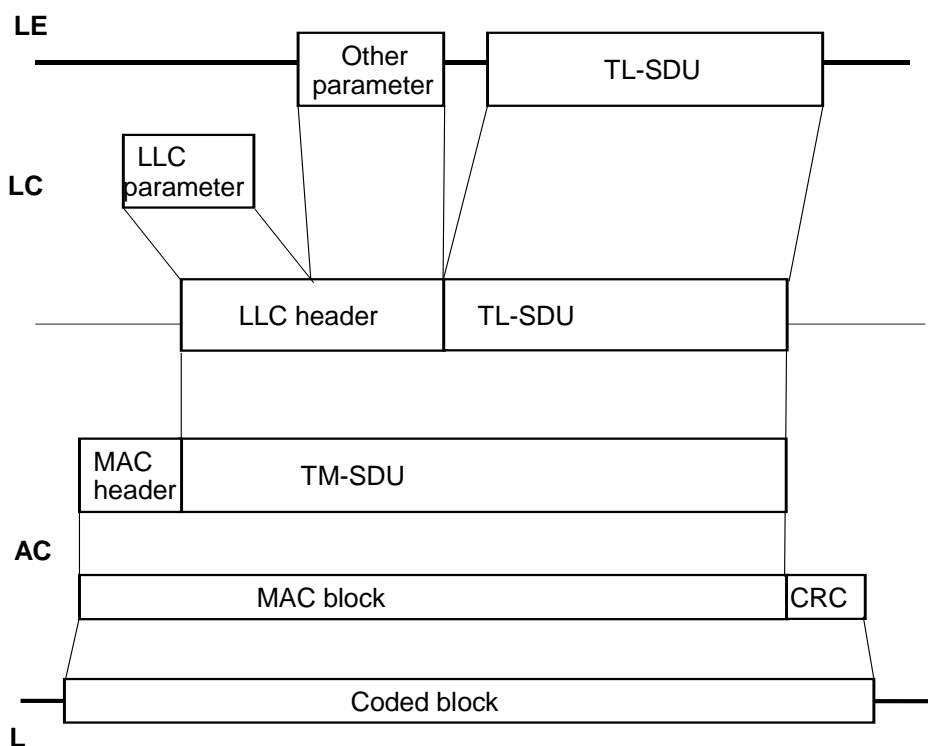 LE
Other
parameter
TL-SDU
LLC
parameter
LC
LLC header
TL-SDU
MAC
header
TM-SDU
AC
MAC block
CRC
Coded block
L